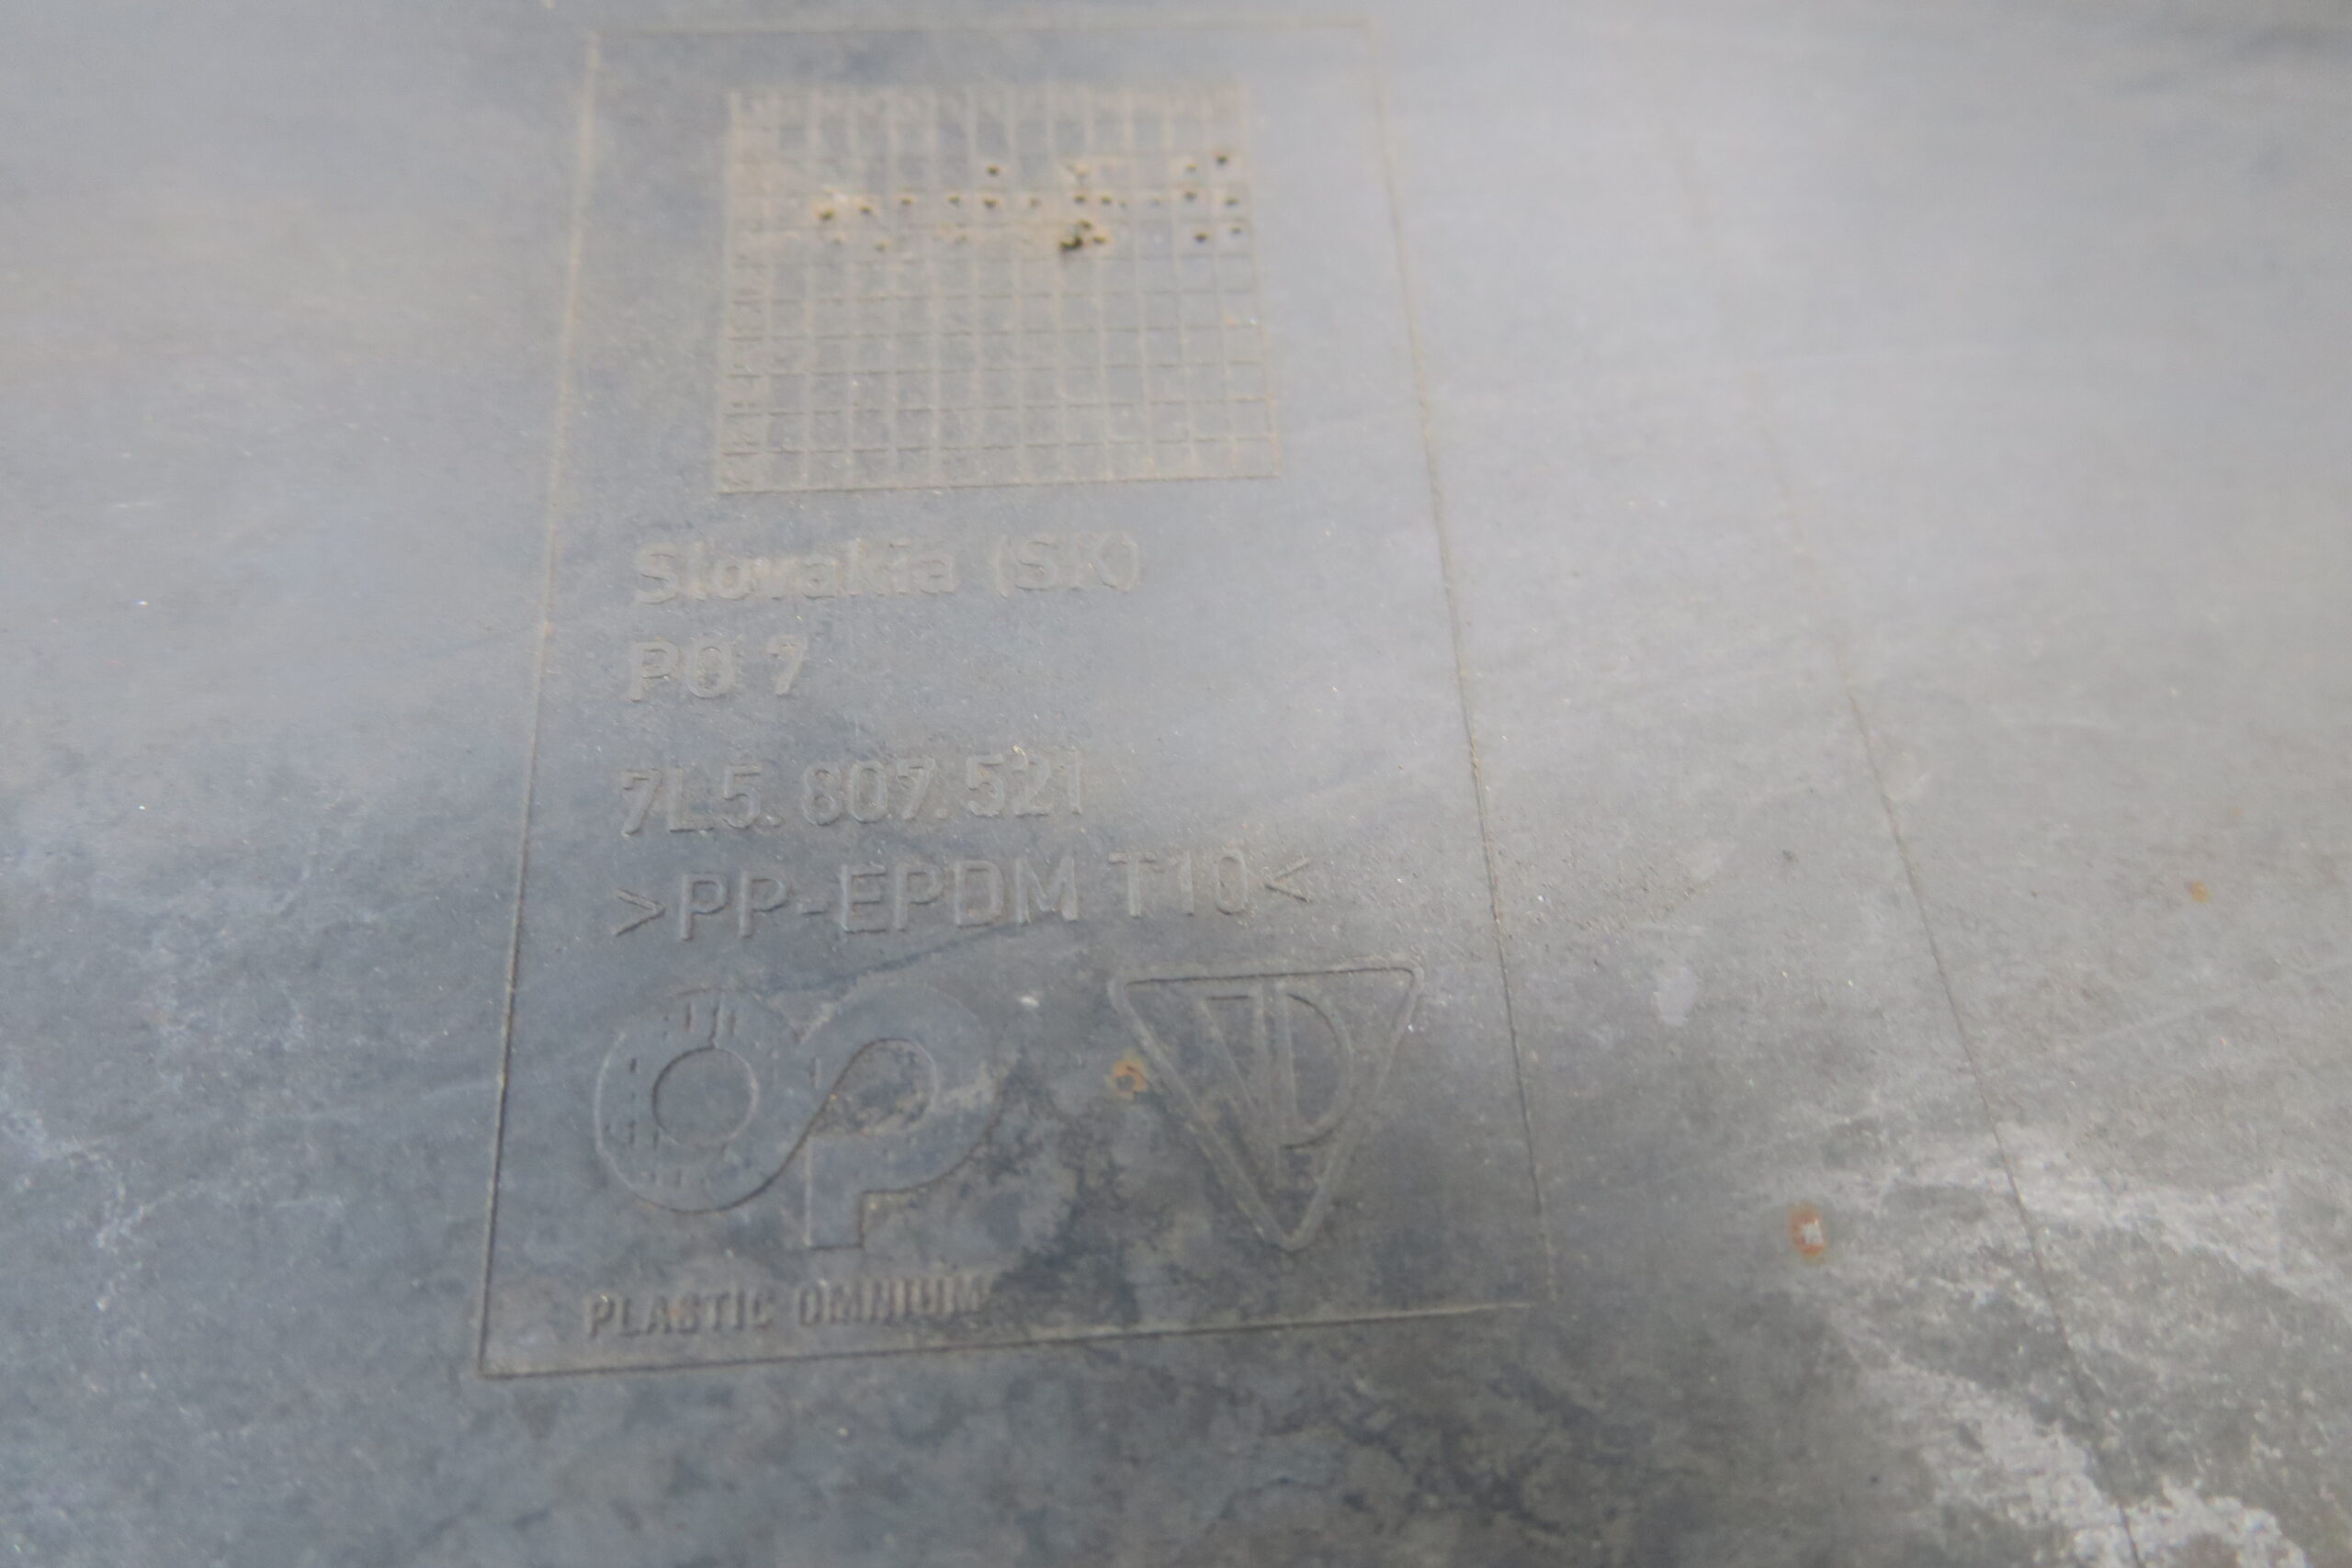 Slovakia (SK)
PO 7
7L5.807.521
>PP-EPDM T10<
PLASTIC OMNIUM